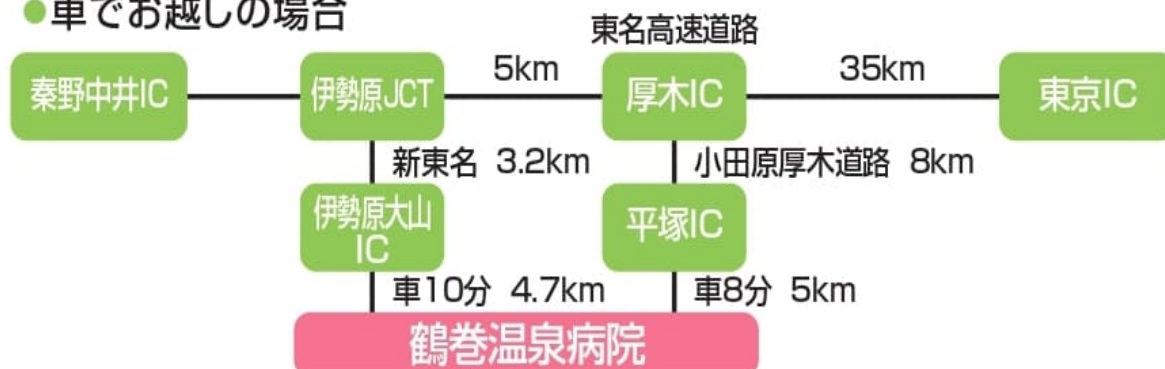 ●車でお越しの場合
東名高速道路
5km
35km
秦野中井IC
伊勢原JCT
厚木IC
東京IC
新東名 3.2km
小田原厚木道路 8km
伊勢原大山
IC
平塚IC
車10分 4.7km
車8分 5km
鶴巻温泉病院